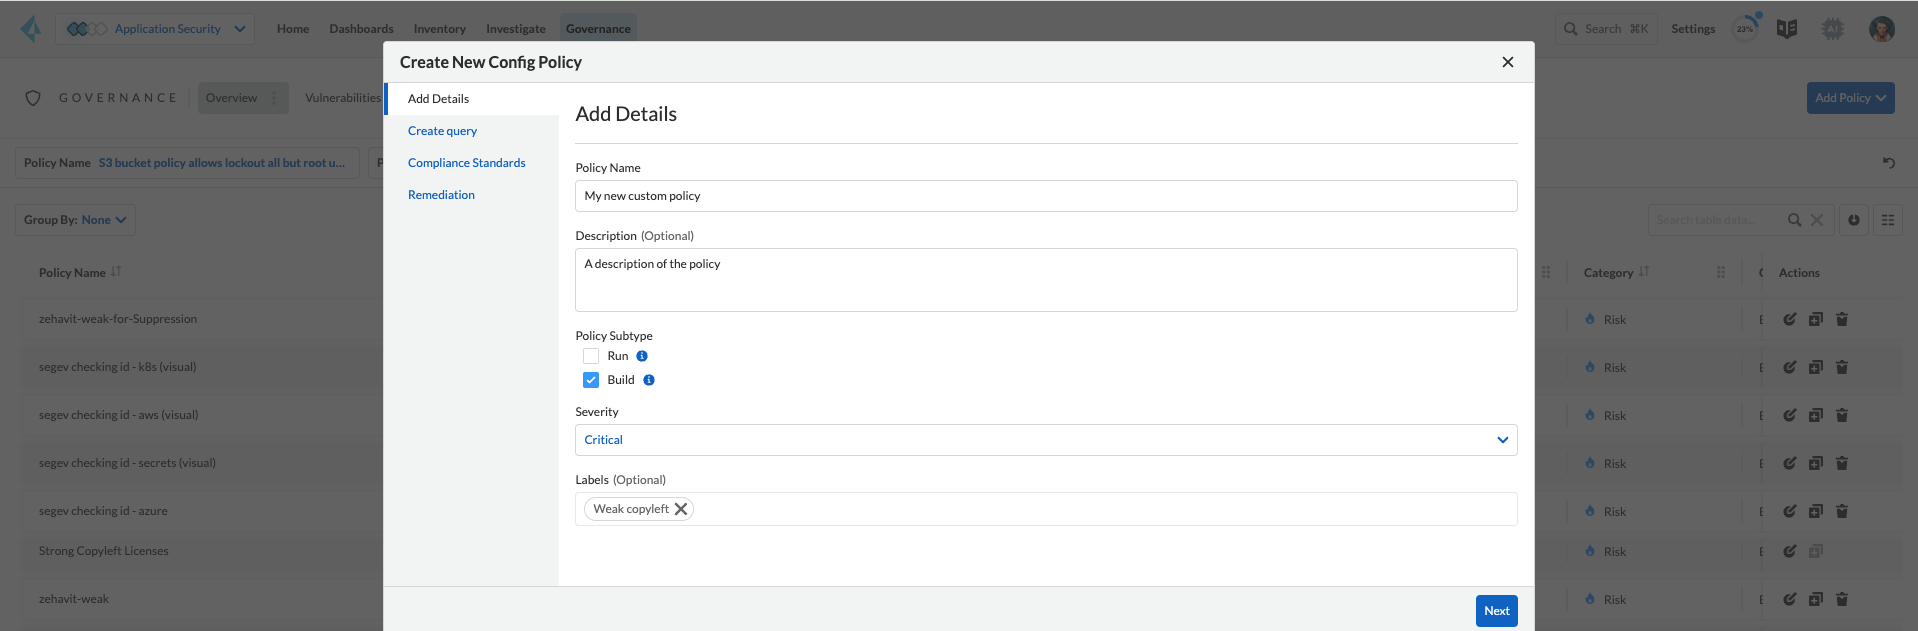 Application Security
Home Dashboards Inventory Investigate Governance
Search ⌘K
Settings
23%
AI
Create New Config Policy
GOVERNANCE
Overview
Vulnerabilities
Add Policy
Policy Name S3 bucket policy allows lockout all but root u...
P
Group By: None
Search table data...
Policy Name
Category
Actions
zehavit-weak-for-Suppression
Risk
segev checking id - k8s (visual)
Risk
segev checking id - aws (visual)
Risk
segev checking id - secrets (visual)
Risk
segev checking id - azure
Risk
Strong Copyleft Licenses
Risk
zehavit-weak
Risk
Add Details
Create query
Compliance Standards
Remediation
Add Details
Policy Name
My new custom policy
Description (Optional)
A description of the policy
Policy Subtype
Run
Build
Severity
Critical
Labels (Optional)
Weak copyleft
Next